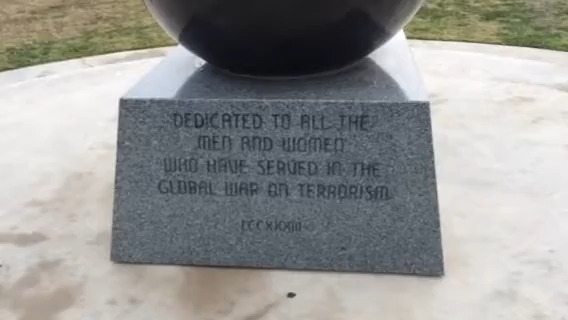 DEDICATED TO ALL THE
MEN AND WOMEN
WHO HAVE SERVED IN THE
GLOBAL WAR ON TERRORISM